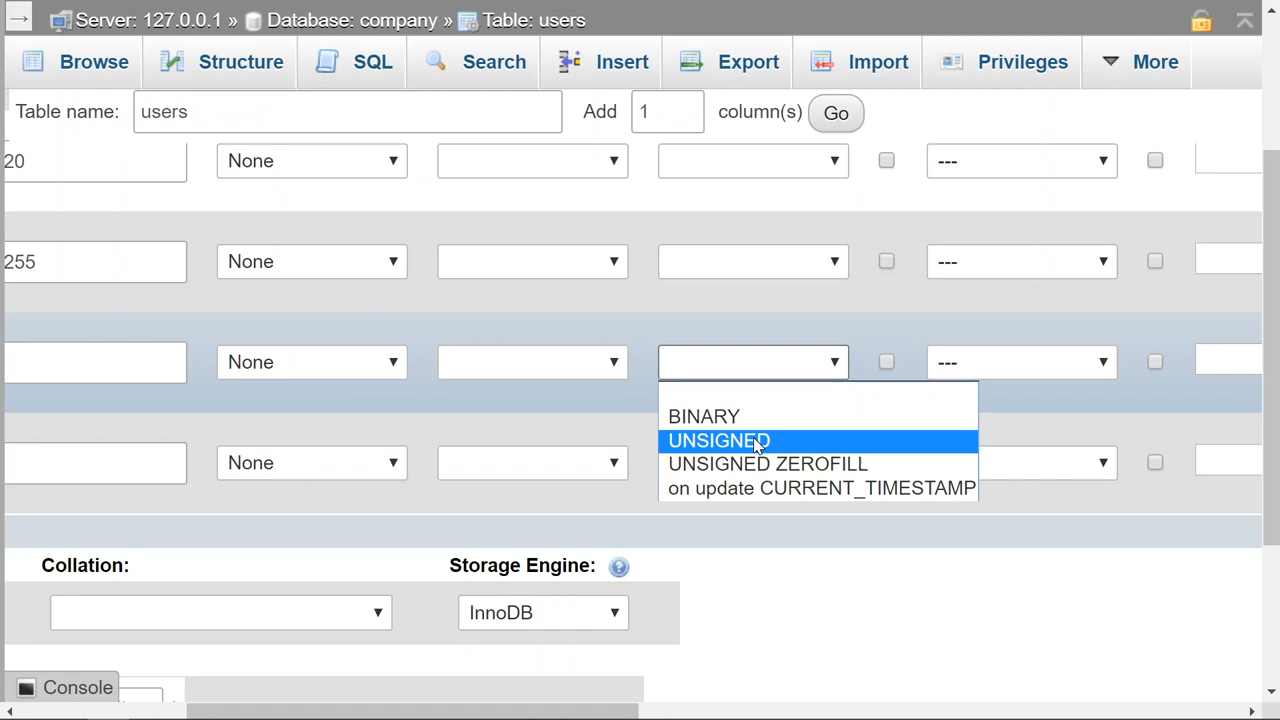 Server: 127.0.0.1 » Database: company » Table: users
Browse Structure SQL Search Insert Export Import Privileges More
Table name: users Add 1 column(s) Go
20 None ---
255 None ---
None ---
BINARY
UNSIGNED
None
UNSIGNED ZEROFILL
on update CURRENT_TIMESTAMP
Collation: Storage Engine:
InnoDB
Console